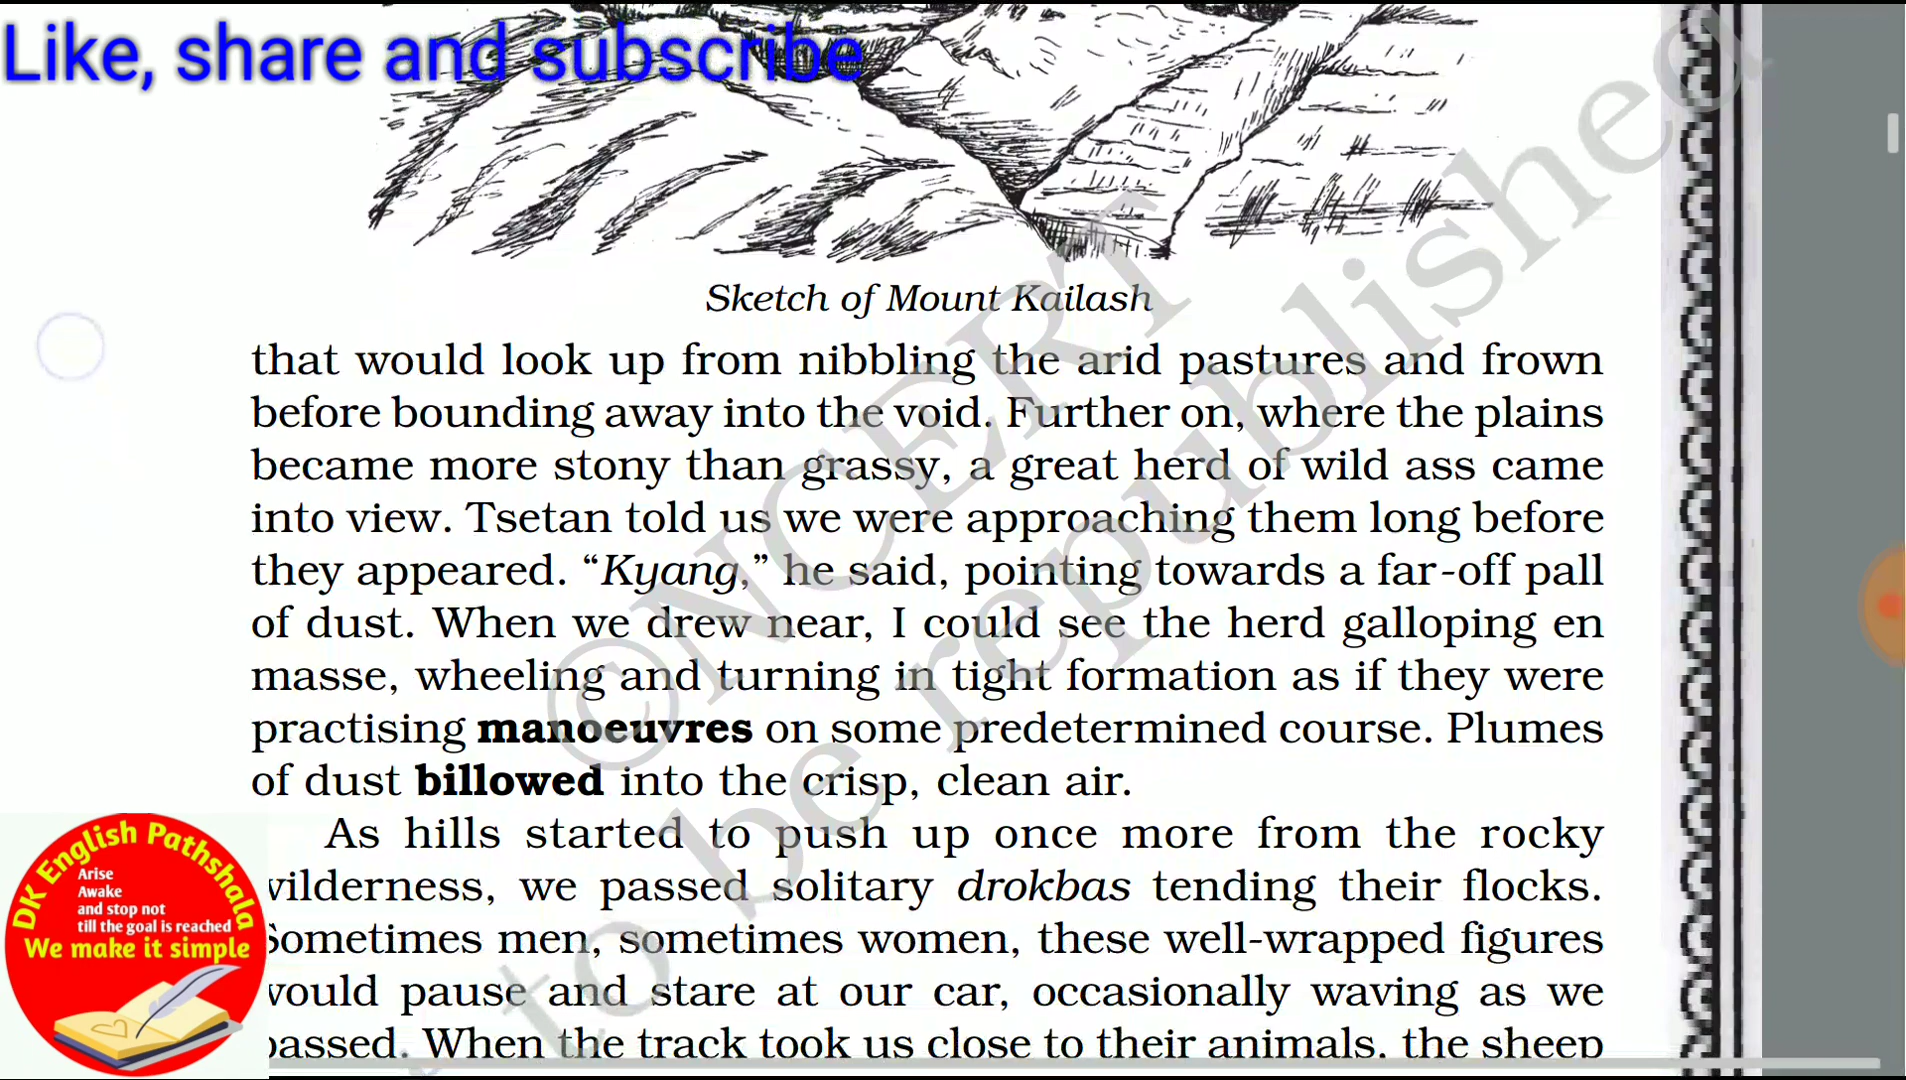 Like, share and subscribe
Sketch of Mount Kailash
that would look up from nibbling the arid pastures and frown
before bounding away into the void. Further on, where the plains
became more stony than grassy, a great herd of wild ass came
into view. Tsetan told us we were approaching them long before
they appeared. “Kyang,” he said, pointing towards a far-off pall
of dust. When we drew near, I could see the herd galloping en
masse, wheeling and turning in tight formation as if they were
practising manoeuvres on some predetermined course. Plumes
of dust billowed into the crisp, clean air.
As hills started to push up once more from the rocky
wilderness, we passed solitary drokbas tending their flocks.
Sometimes men, sometimes women, these well-wrapped figures
would pause and stare at our car, occasionally waving as we
passed. When the track took us close to their animals, the sheep
©NCERT
to be republished
DK English Pathshala
Arise
Awake
and stop not
till the goal is reached
We make it simple